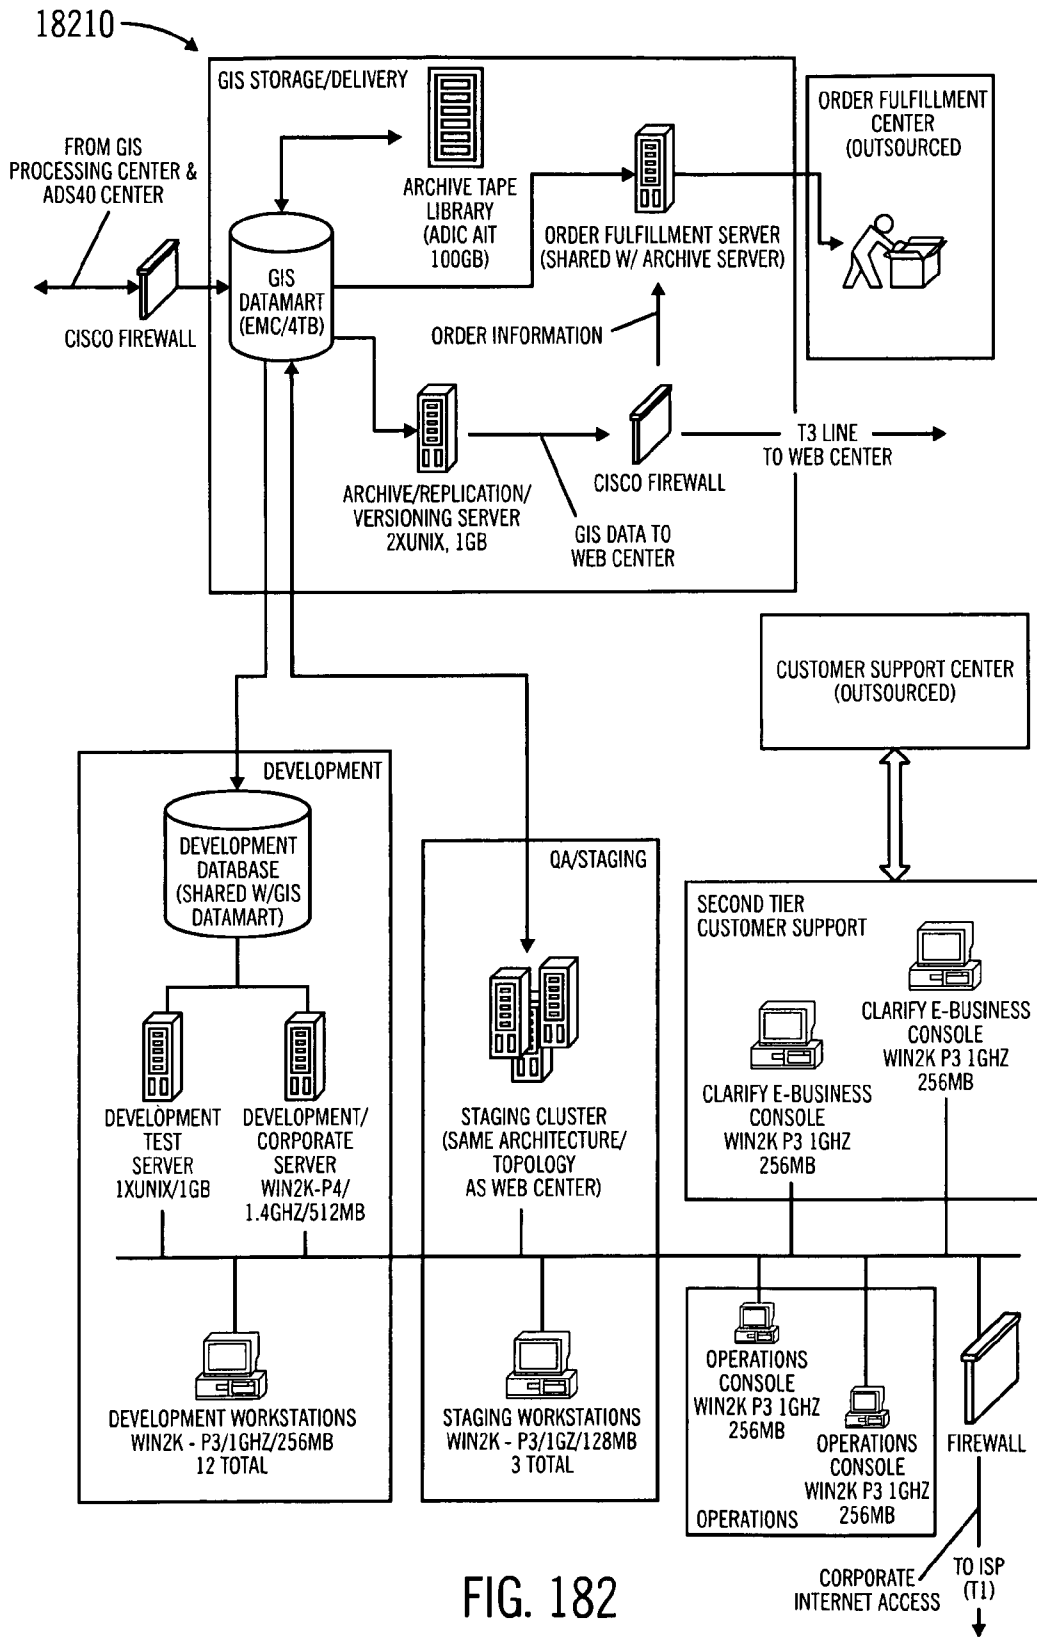 18210
GIS STORAGE/DELIVERY
FROM GIS
PROCESSING CENTER &
ADS40 CENTER
CISCO FIREWALL
GIS
DATAMART
(EMC/4TB)
ARCHIVE TAPE
LIBRARY
(ADIC AIT
100GB)
ORDER FULFILLMENT SERVER
(SHARED W/ ARCHIVE SERVER)
ORDER FULFILLMENT
CENTER
(OUTSOURCED
ORDER INFORMATION
ARCHIVE/REPLICATION/
VERSIONING SERVER
2XUNIX, 1GB
CISCO FIREWALL
GIS DATA TO
WEB CENTER
T3 LINE
TO WEB CENTER
CUSTOMER SUPPORT CENTER
(OUTSOURCED)
DEVELOPMENT
DEVELOPMENT
DATABASE
(SHARED W/GIS
DATAMART)
DEVELOPMENT
TEST
SERVER
1XUNIX/1GB
DEVELOPMENT/
CORPORATE
SERVER
WIN2K-P4/
1.4GHZ/512MB
QA/STAGING
STAGING CLUSTER
(SAME ARCHITECTURE/
TOPOLOGY
AS WEB CENTER)
SECOND TIER
CUSTOMER SUPPORT
CLARIFY E-BUSINESS
CONSOLE
WIN2K P3 1GHZ
256MB
CLARIFY E-BUSINESS
CONSOLE
WIN2K P3 1GHZ
256MB
DEVELOPMENT WORKSTATIONS
WIN2K - P3/1GHZ/256MB
12 TOTAL
STAGING WORKSTATIONS
WIN2K - P3/1GZ/128MB
3 TOTAL
OPERATIONS
CONSOLE
WIN2K P3 1GHZ
256MB
OPERATIONS
CONSOLE
WIN2K P3 1GHZ
256MB
OPERATIONS
FIREWALL
CORPORATE
INTERNET ACCESS
TO ISP
(T1)
FIG. 182